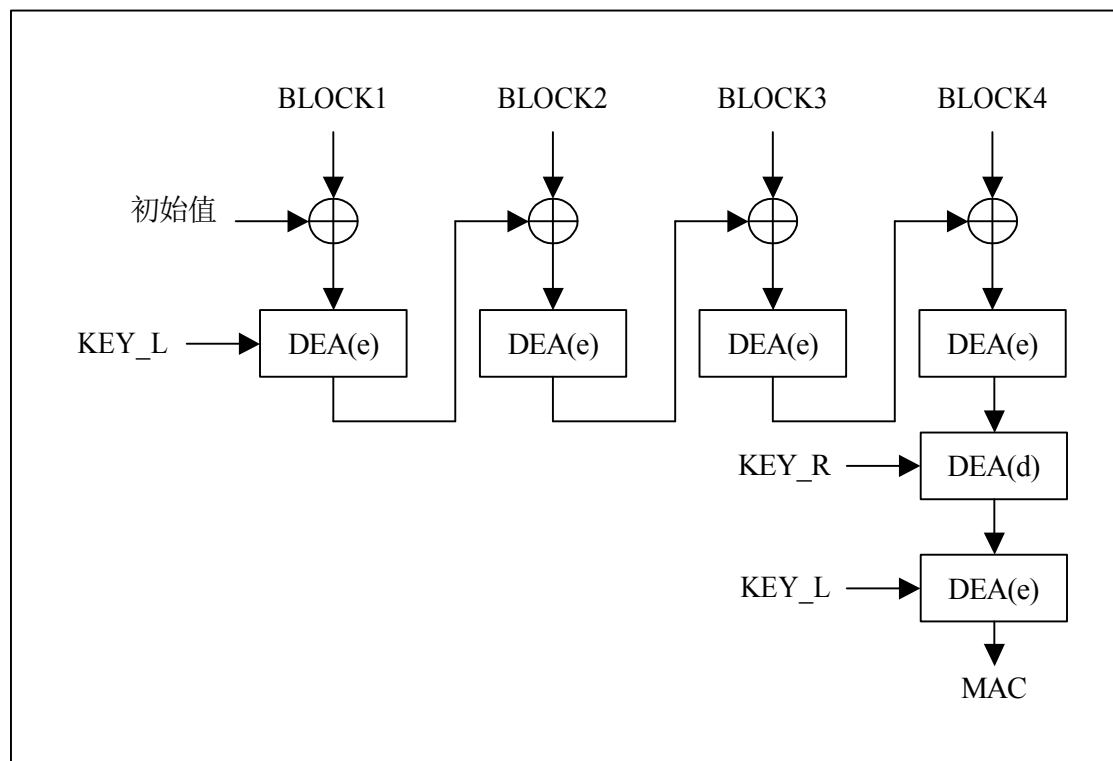 BLOCK1 BLOCK2 BLOCK3 BLOCK4
初始值
KEY_L DEA(e) DEA(e) DEA(e) DEA(e)
KEY_R DEA(d)
KEY_L DEA(e)
MAC